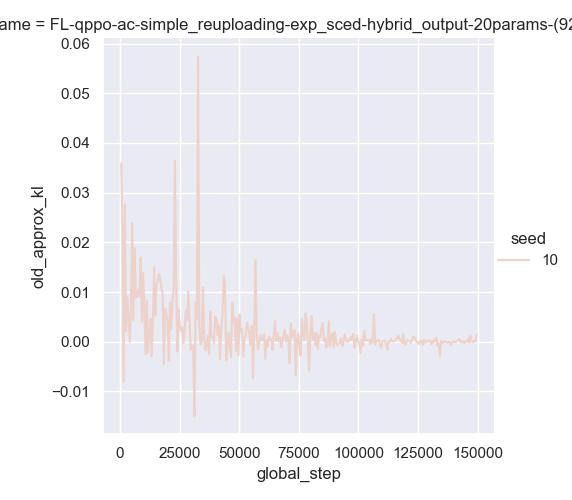 ame = FL-qppo-ac-simple_reuploading-exp_sced-hybrid_output-20params-(92
0.06
0.05
0.04
0.03
0.02
0.01
0.00
−0.01
old_approx_kl
0 25000 50000 75000 100000 125000 150000
global_step
seed
10